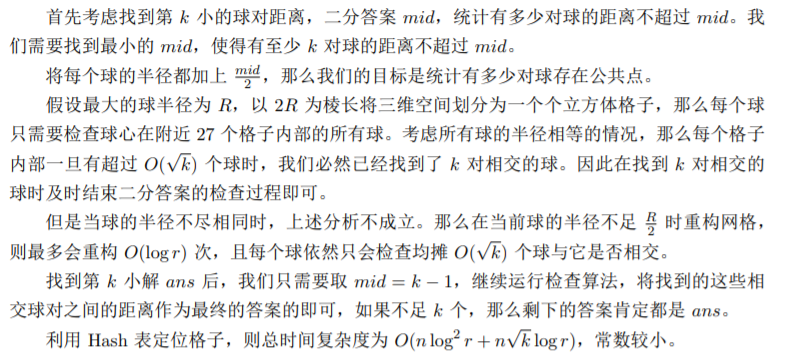 首先考虑找到第 k 小的球对距离，二分答案 mid，统计有多少对球的距离不超过 mid。我
们需要找到最小的 mid，使得有至少 k 对球的距离不超过 mid。
将每个球的半径都加上 mid/2，那么我们的目标是统计有多少对球存在公共点。
假设最大的球半径为 R，以 2R 为棱长将三维空间划分为一个个立方体格子，那么每个球
只需要检查球心在附近 27 个格子内部的所有球。考虑所有球的半径相等的情况，那么每个格子
内部一旦有超过 O(√k) 个球时，我们必然已经找到了 k 对相交的球。因此在找到 k 对相交的
球时及时结束二分答案的检查过程即可。
但是当球的半径不尽相同时，上述分析不成立。那么在当前球的半径不足 R/2 时重构网格，
则最多会重构 O(log r) 次，且每个球依然只会检查均摊 O(√k) 个球与它是否相交。
找到第 k 小解 ans 后，我们只需要取 mid = k − 1，继续运行检查算法，将找到的这些相
交球对之间的距离作为最终的答案的即可，如果不足 k 个，那么剩下的答案肯定都是 ans。
利用 Hash 表定位格子，则总时间复杂度为 O(n log² r + n√k log r)，常数较小。